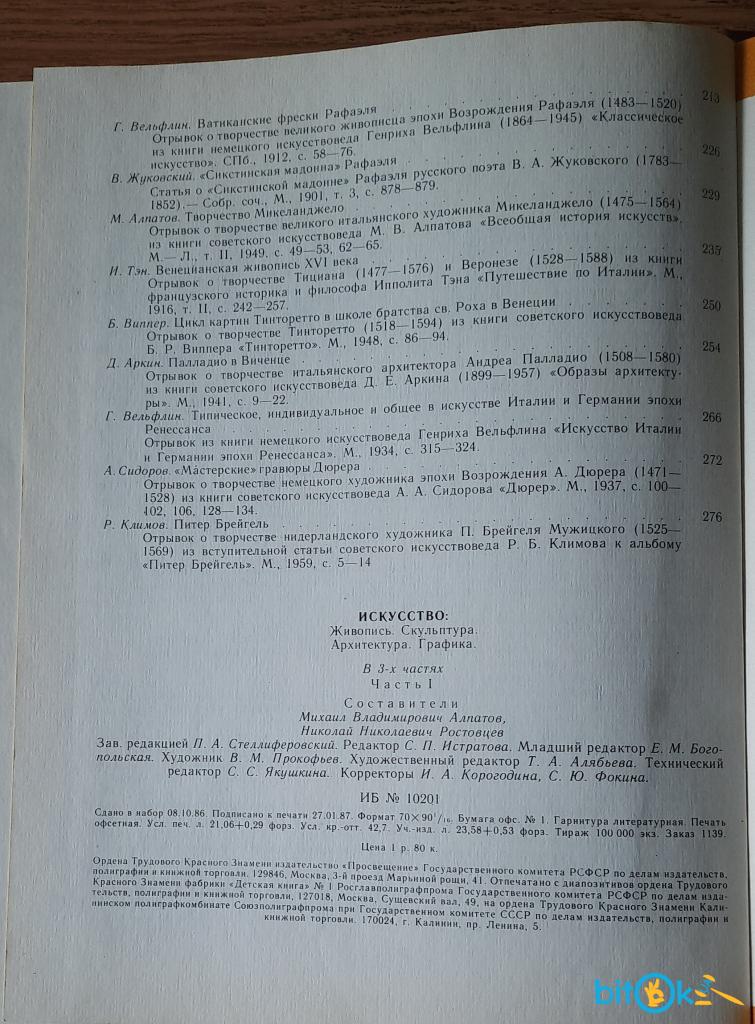 Г. Вельфлин. Ватиканские фрески Рафаэля . . . . . . . . . . . 213
Отрывок о творчестве великого живописца эпохи Возрождения Рафаэля (1483—1520)
из книги немецкого искусствоведа Генриха Вельфлина (1864—1945) «Классическое
искусство». СПб., 1912, с. 58—76.
В. Жуковский. «Сикстинская мадонна» Рафаэля . . . . . . . . . . 226
Статья о «Сикстинской мадонне» Рафаэля русского поэта В. А. Жуковского (1783—
1852).— Собр. соч., М., 1901, т. 3, с. 878—879.
М. Алпатов. Творчество Микеланджело . . . . . . . . . . . 229
Отрывок о творчестве великого итальянского художника Микеланджело (1475—1564)
из книги советского искусствоведа М. В. Алпатова «Всеобщая история искусств».
М.— Л., т. II, 1949, с. 49—53, 62—65.
И. Тэн. Венецианская живопись XVI века . . . . . . . . . . . 235
Отрывок о творчестве Тициана (1477—1576) и Веронезе (1528—1588) из книги
французского историка и философа Ипполита Тэна «Путешествие по Италии». М.,
1916, т. II, с. 242—257.
Б. Виппер. Цикл картин Тинторетто в школе братства св. Роха в Венеции . . . . . 250
Отрывок о творчестве Тинторетто (1518—1594) из книги советского искусствоведа
Б. Р. Виппера «Тинторетто». М., 1948, с. 86—94.
Д. Аркин. Палладио в Виченце . . . . . . . . . . . . 254
Отрывок о творчестве итальянского архитектора Андреа Палладио (1508—1580)
из книги советского искусствоведа Д. Е. Аркина (1899—1957) «Образы архитекту-
ры». М., 1941, с. 9—22.
Г. Вельфлин. Типическое, индивидуальное и общее в искусстве Италии и Германии эпохи
Ренессанса . . . . . . . . . . . . . . . 266
Отрывок из книги немецкого искусствоведа Генриха Вельфлина «Искусство Италии
и Германии эпохи Ренессанса». М., 1934, с. 315—324.
А. Сидоров. «Мастерские» гравюры Дюрера . . . . . . . . . . 272
Отрывок о творчестве немецкого художника эпохи Возрождения А. Дюрера (1471—
1528) из книги советского искусствоведа А. А. Сидорова «Дюрер». М., 1937, с. 100—
402, 106, 128—134.
Р. Климов. Питер Брейгель . . . . . . . . . . . . . 276
Отрывок о творчестве нидерландского художника П. Брейгеля Мужицкого (1525—
1569) из вступительной статьи советского искусствоведа Р. Б. Климова к альбому
«Питер Брейгель». М., 1959, с. 5—14
ИСКУССТВО:
Живопись. Скульптура.
Архитектура. Графика.
В 3-х частях
Часть I
Составители
Михаил Владимирович Алпатов,
Николай Николаевич Ростовцев
Зав. редакцией П. А. Стеллиферовский. Редактор С. П. Истратова. Младший редактор Е. М. Бого-
польская. Художник В. М. Прокофьев. Художественный редактор Т. А. Алябьева. Технический
редактор С. С. Якушкина. Корректоры И. А. Корогодина, С. Ю. Фокина.
ИБ № 10201
Сдано в набор 08.10.86. Подписано к печати 27.01.87. Формат 70×90 1/16. Бумага офс. № 1. Гарнитура литературная. Печать
офсетная. Усл. печ. л. 21,06+0,29 форз. Усл. кр.-отт. 42,7. Уч.-изд. л. 23,58+0,53 форз. Тираж 100 000 экз. Заказ 1139.
Цена 1 р. 80 к.
Ордена Трудового Красного Знамени издательство «Просвещение» Государственного комитета РСФСР по делам издательств,
полиграфии и книжной торговли. 129846, Москва, 3-й проезд Марьиной рощи, 41. Отпечатано с диапозитивов ордена Трудового
Красного Знамени фабрики «Детская книга» № 1 Росглавполиграфпрома Государственного комитета РСФСР по делам изда-
тельств, полиграфии и книжной торговли, 127018, Москва, Сущевский вал, 49, на ордена Трудового Красного Знамени Кали-
нинском полиграфкомбинате Союзполиграфпрома при Государственном комитете СССР по делам издательств, полиграфии и
книжной торговли. 170024, г. Калинин, пр. Ленина, 5.
bitok